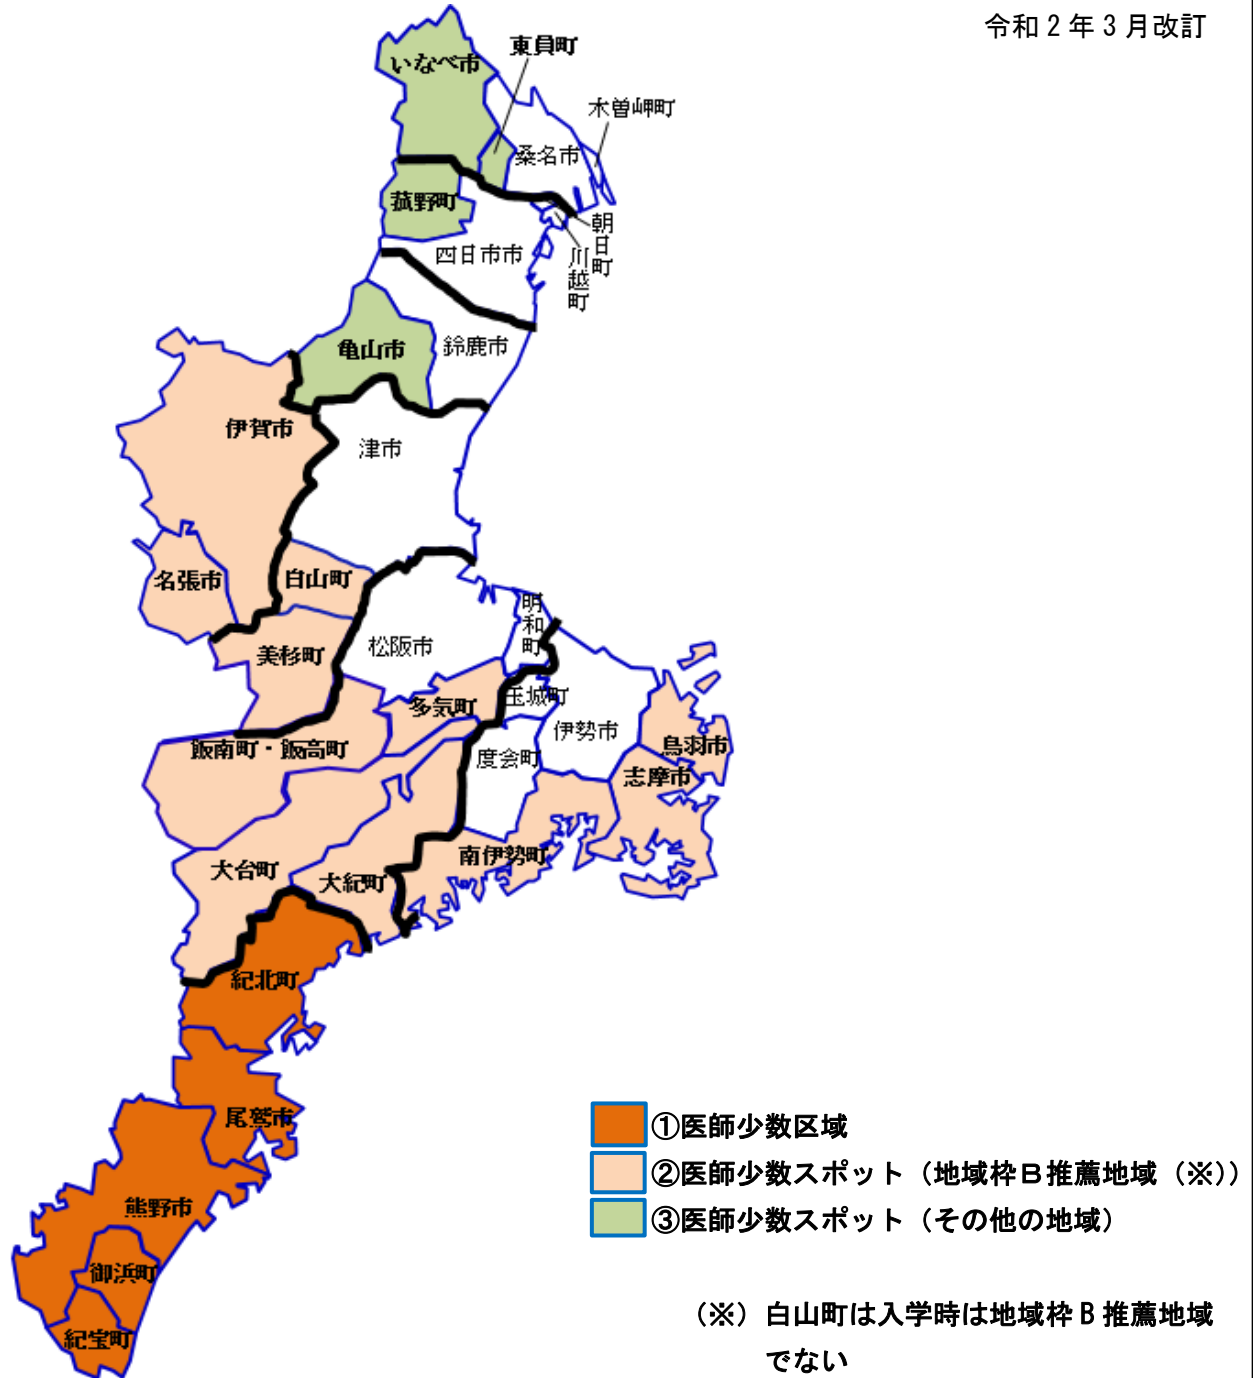 令和２年３月改訂
いなべ市
東員町
木曽岬町
桑名市
菰野町
朝日町
四日市市
川越町
亀山市
鈴鹿市
伊賀市
津市
名張市
白山町
明和町
美杉町
松阪市
多気町
玉城町
伊勢市
鳥羽市
飯南町・飯高町
度会町
志摩市
南伊勢町
大台町
大紀町
紀北町
尾鷲市
熊野市
御浜町
紀宝町
①医師少数区域
②医師少数スポット（地域枠Ｂ推薦地域（※））
③医師少数スポット（その他の地域）
（※）白山町は入学時は地域枠Ｂ推薦地域
でない